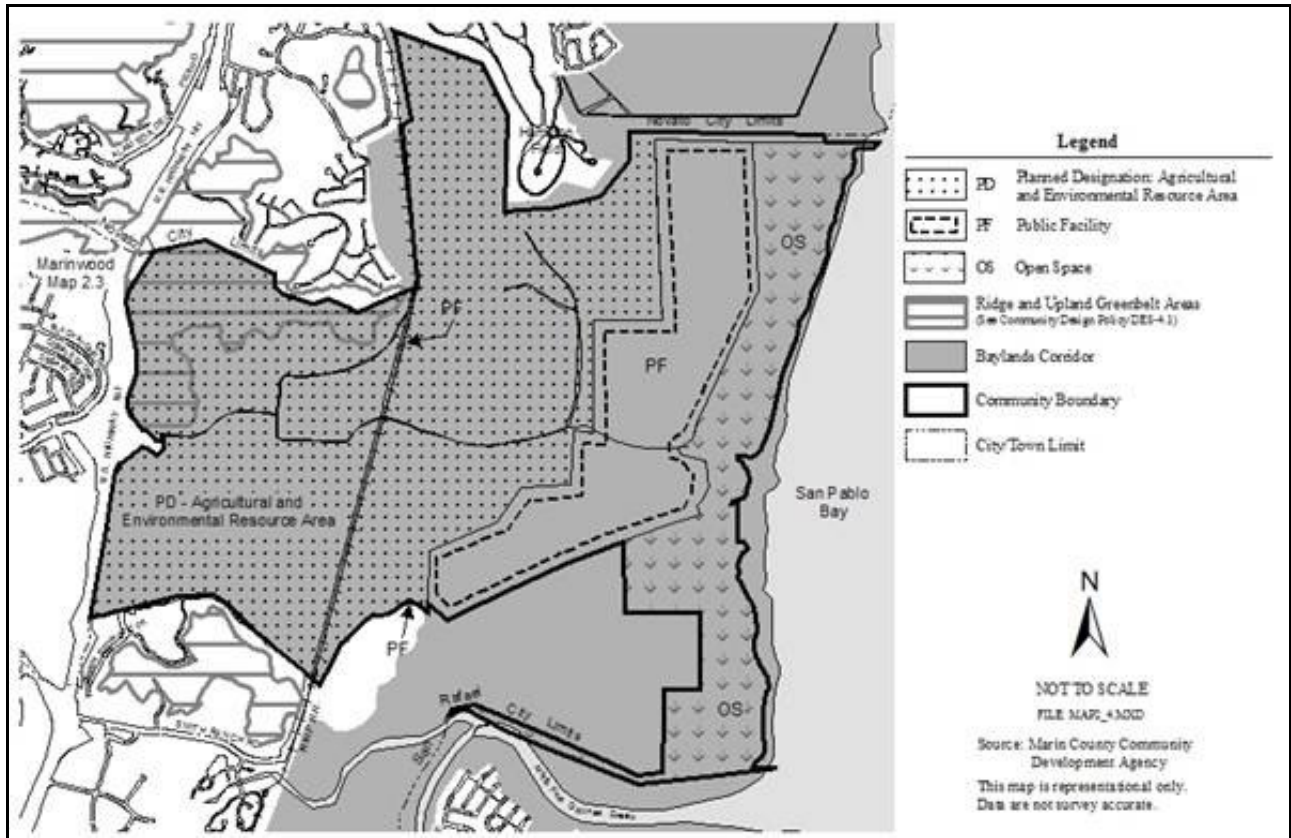 Novato City Limits
City
Marinwood
Map 2.3
PF
OS
PF
PD - Agricultural and
Environmental Resource Area
San Pablo
Bay
PF
OS
San Rafael City Limits
Legend
PD Planned Designation: Agricultural
and Environmental Resource Area
PF Public Facility
OS Open Space
Ridge and Upland Greenbelt Areas
(See Community Design Policy DES-4.1)
Baylands Corridor
Community Boundary
City Town Limit
N
NOT TO SCALE
FILE: MAP2_4.MXD
Source: Marin County Community
Development Agency
This map is representational only.
Data are not survey accurate.